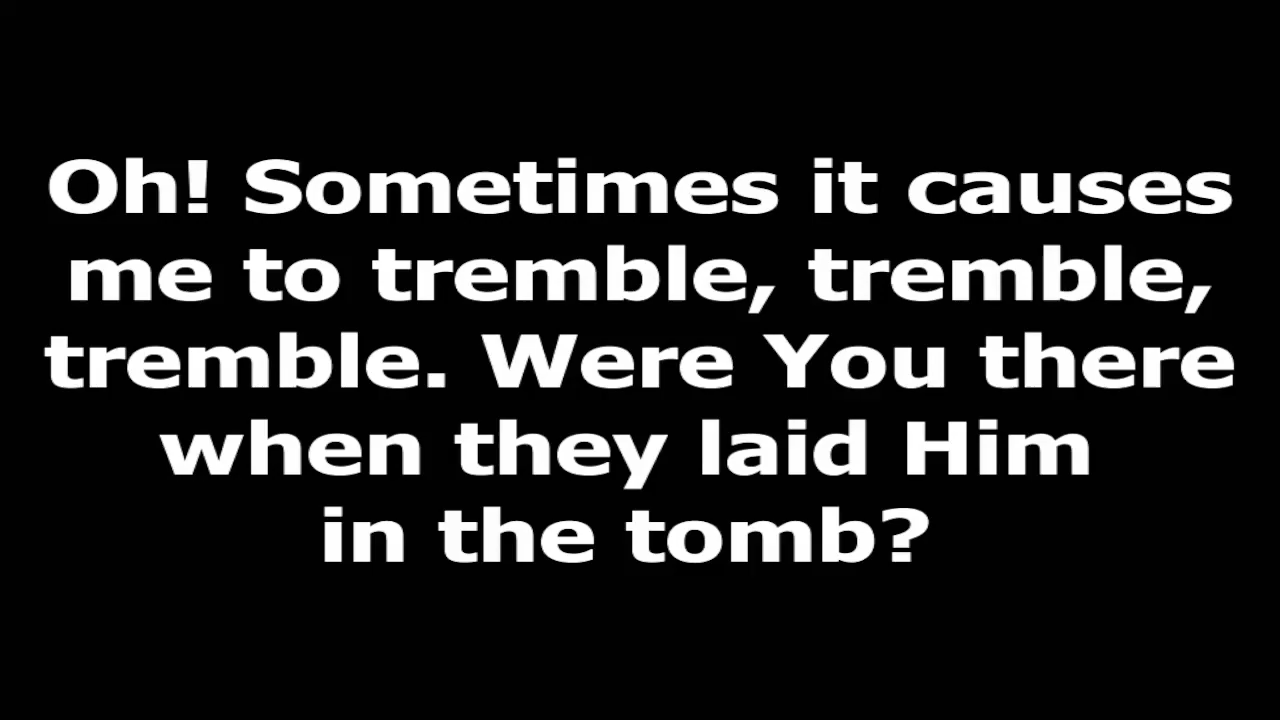 Oh! Sometimes it causes
me to tremble, tremble,
tremble. Were You there
when they laid Him
in the tomb?